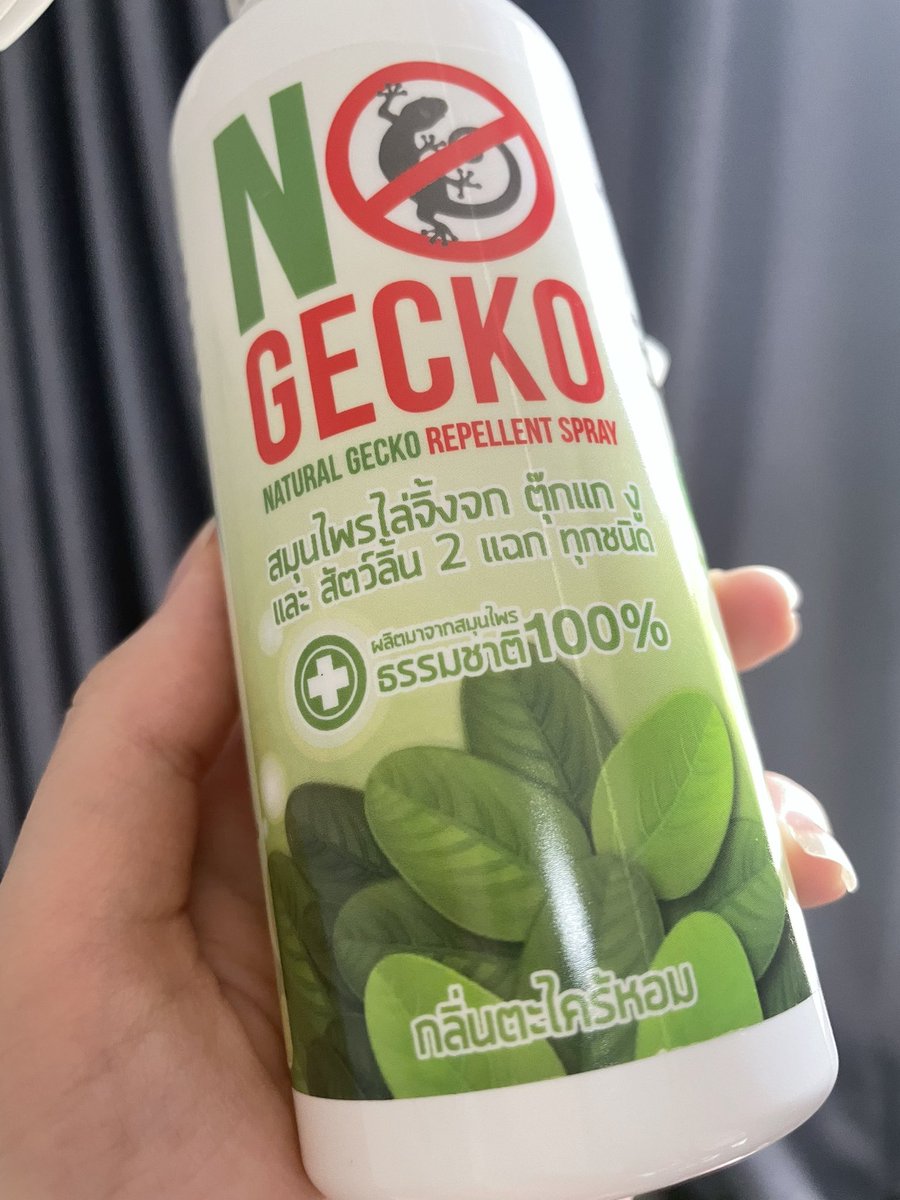 NO
GECKO
NATURAL GECKO REPELLENT SPRAY
สมุนไพรไล่จิ้งจก ตุ๊กแก งู
และ สัตว์ลิ้น 2 แฉก ทุกชนิด
ผลิตมาจากสมุนไพร
ธรรมชาติ 100%
กลิ่นตะไคร้หอม